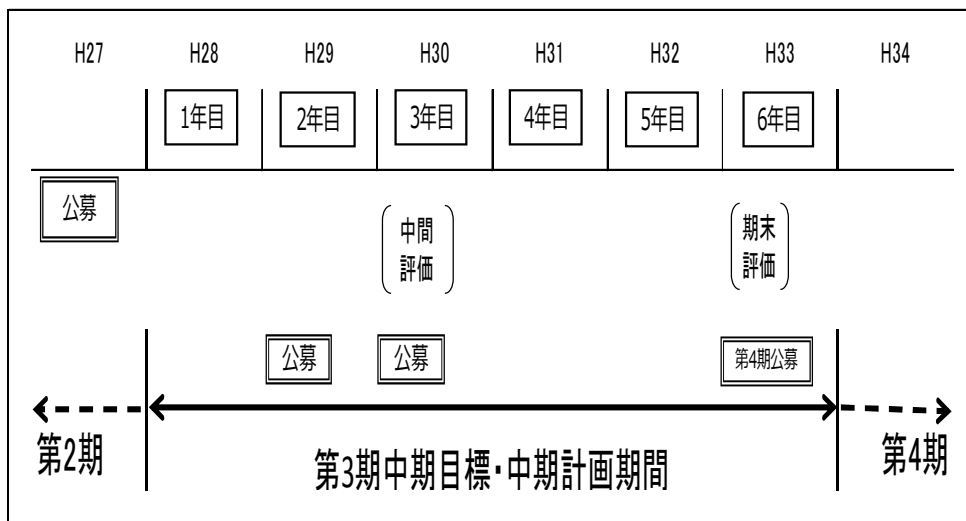 H27 H28 H29 H30 H31 H32 H33 H34
1年目 2年目 3年目 4年目 5年目 6年目
公募
中間
評価
期末
評価
公募 公募 第4期公募
第2期 第3期中期目標・中期計画期間 第4期